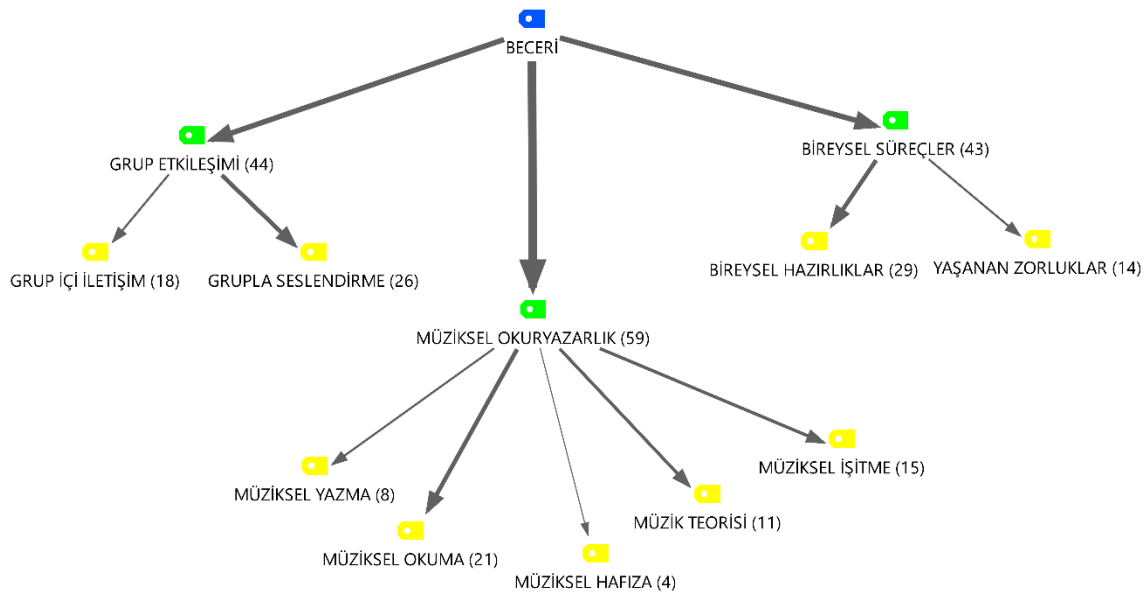 BECERİ
GRUP ETKİLEŞİMİ (44)
BİREYSEL SÜREÇLER (43)
GRUP İÇİ İLETİŞİM (18)
GRUPLA SESLENDİRME (26)
BİREYSEL HAZIRLIKLAR (29)
YAŞANAN ZORLUKLAR (14)
MÜZİKSEL OKURYAZARLIK (59)
MÜZİKSEL YAZMA (8)
MÜZİKSEL OKUMA (21)
MÜZİKSEL HAFIZA (4)
MÜZİK TEORİSİ (11)
MÜZİKSEL İŞİTME (15)